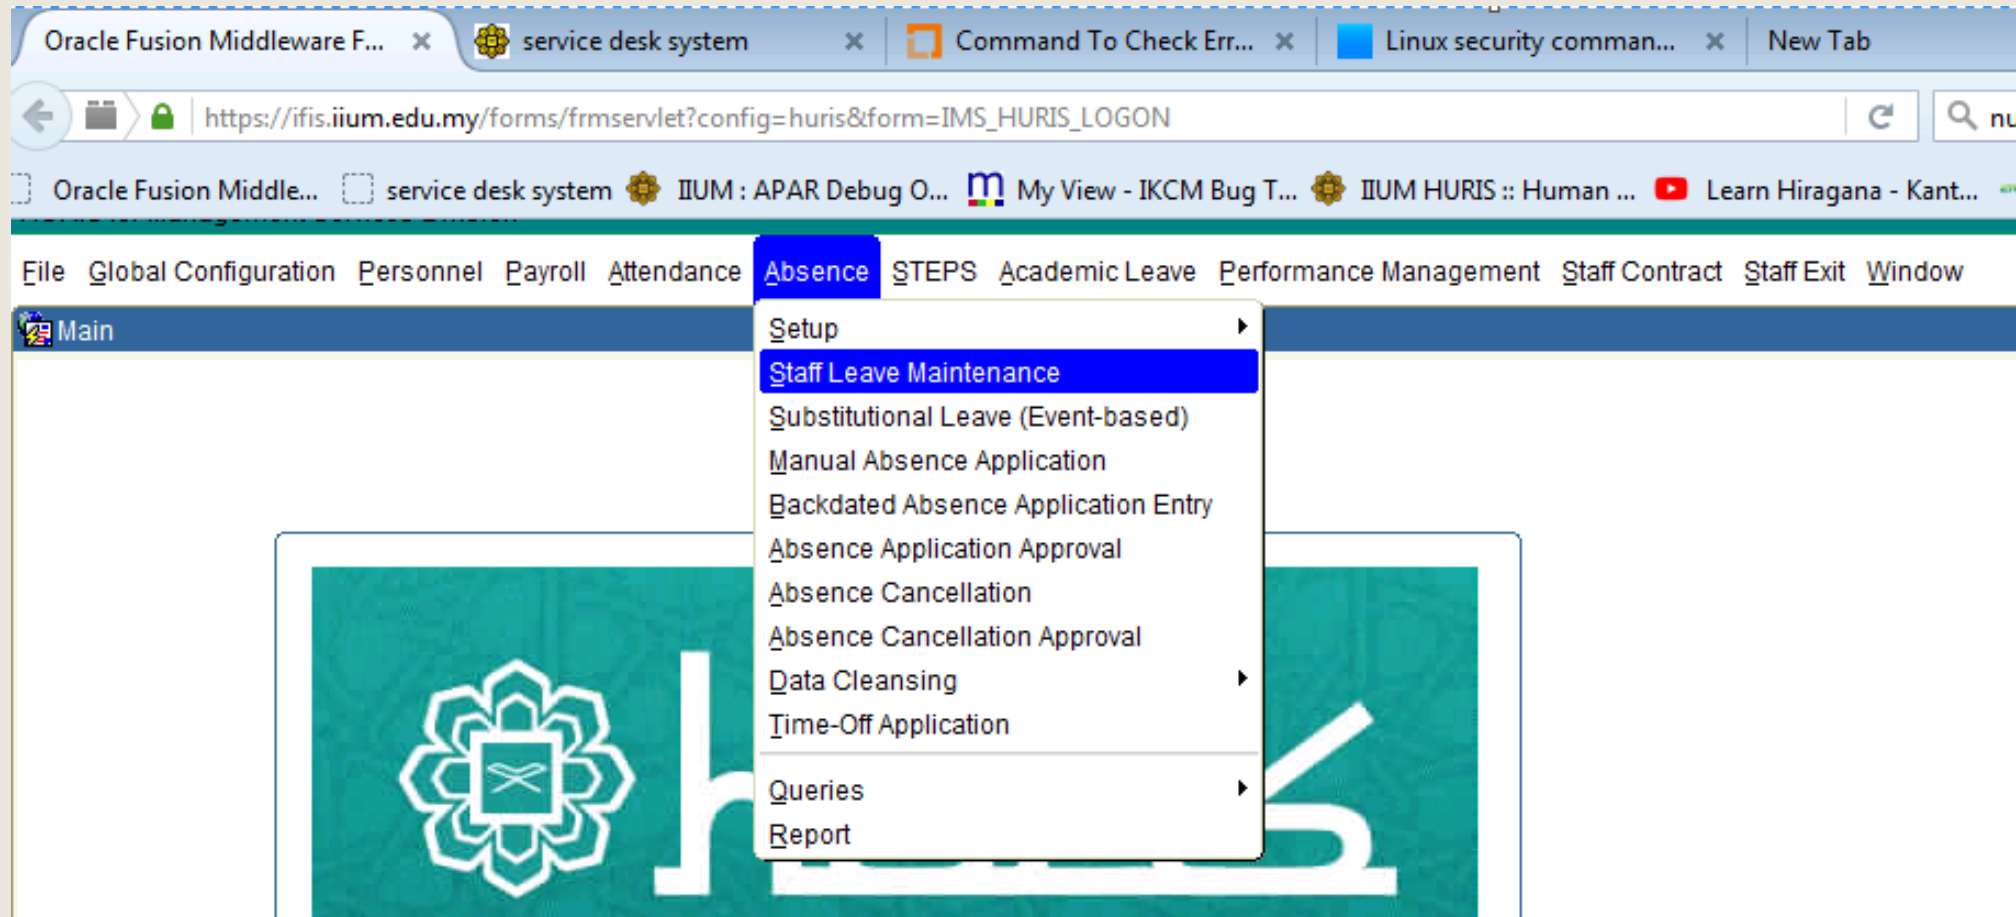 Oracle Fusion Middleware F... service desk system Command To Check Err... Linux security comman... New Tab
https://ifis.iium.edu.my/forms/frmservlet?config=huris&form=IMS_HURIS_LOGON nu
Oracle Fusion Middle... service desk system IIUM : APAR Debug O... My View - IKCM Bug T... IIUM HURIS :: Human ... Learn Hiragana - Kant...
File Global Configuration Personnel Payroll Attendance Absence STEPS Academic Leave Performance Management Staff Contract Staff Exit Window
Main
Setup
Staff Leave Maintenance
Substitutional Leave (Event-based)
Manual Absence Application
Backdated Absence Application Entry
Absence Application Approval
Absence Cancellation
Absence Cancellation Approval
Data Cleansing
Time-Off Application
Queries
Report